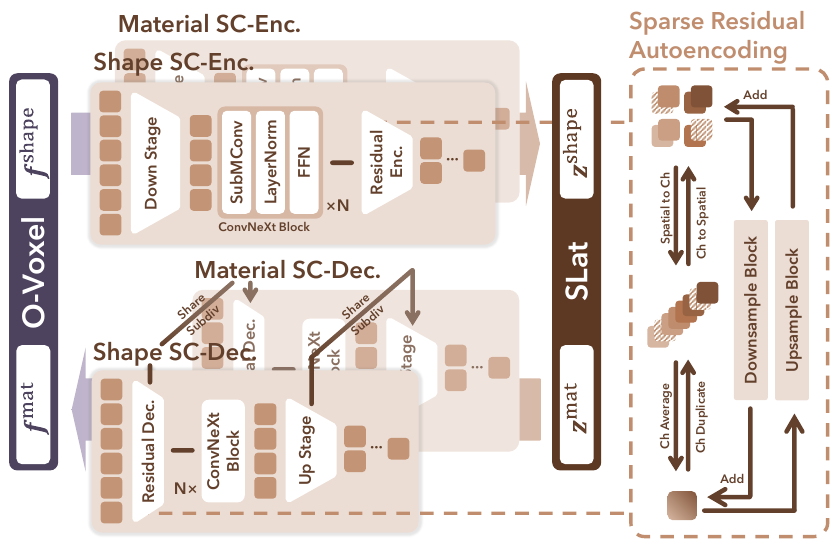 Material SC-Enc.
Shape SC-Enc.
Sparse Residual
Autoencoding
O-Voxel
f shape
f mat
Down Stage
SubMConv
LayerNorm
FFN
×N
ConvNeXt Block
Residual
Enc.
...
SLat
z shape
z mat
Material SC-Dec.
Share
Subdiv
Share
Subdiv
Shape SC-Dec.
Residual Dec.
N×
ConvNeXt
Block
Up Stage
...
...
Add
Spatial to Ch
Ch to Spatial
Downsample Block
Upsample Block
Ch Average
Ch Duplicate
Add